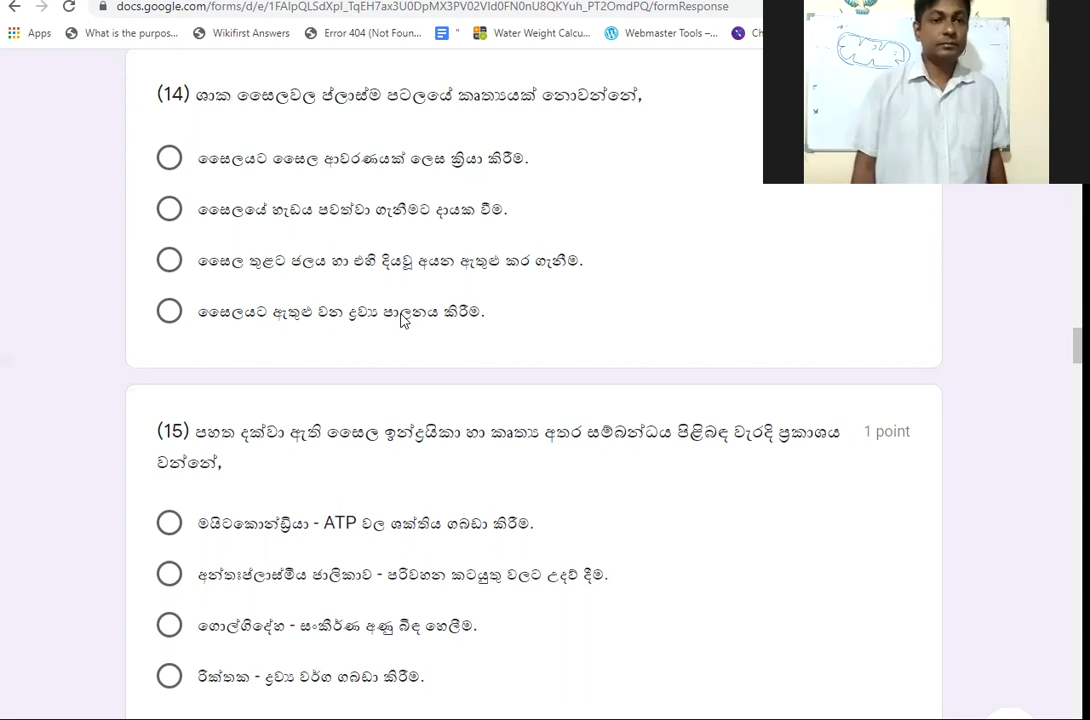 docs.google.com/forms/d/e/1FAIpQLSdXpl_TqEH7ax3U0DpMX3PV02VId0FN0nU8QKYuh_PT2OmdPQ/formResponse
Apps What is the purpos... Wikifirst Answers Error 404 (Not Foun... " Water Weight Calcu... Webmaster Tools –... Ch
(14) ශාක සෛලවල ප්ලාස්ම පටලයේ කෘත්‍යයක් නොවන්නේ,
සෛලයට සෛල ආවරණයක් ලෙස ක්‍රියා කිරීම.
සෛලයේ හැඩය පවත්වා ගැනීමට දායක වීම.
සෛල තුළට ජලය හා එහි දියවූ අයන ඇතුළු කර ගැනීම.
සෛලයට ඇතුළු වන ද්‍රව්‍ය පාලනය කිරීම.
(15) පහත දක්වා ඇති සෛල ඉන්ද්‍රයිකා හා කෘත්‍ය අතර සම්බන්ධය පිළිබඳ වැරදි ප්‍රකාශය 1 point
වන්නේ,
මයිටකොන්ඩ්‍රියා - ATP වල ශක්තිය ගබඩා කිරීම.
අන්තඃප්ලාස්මීය ජාලිකාව - පරිවහන කටයුතු වලට උදව් දීම.
ගොල්ගිදේහ - සංකීර්ණ අණු බිඳ හෙලීම.
රික්තක - ද්‍රව්‍ය වර්ග ගබඩා කිරීම.